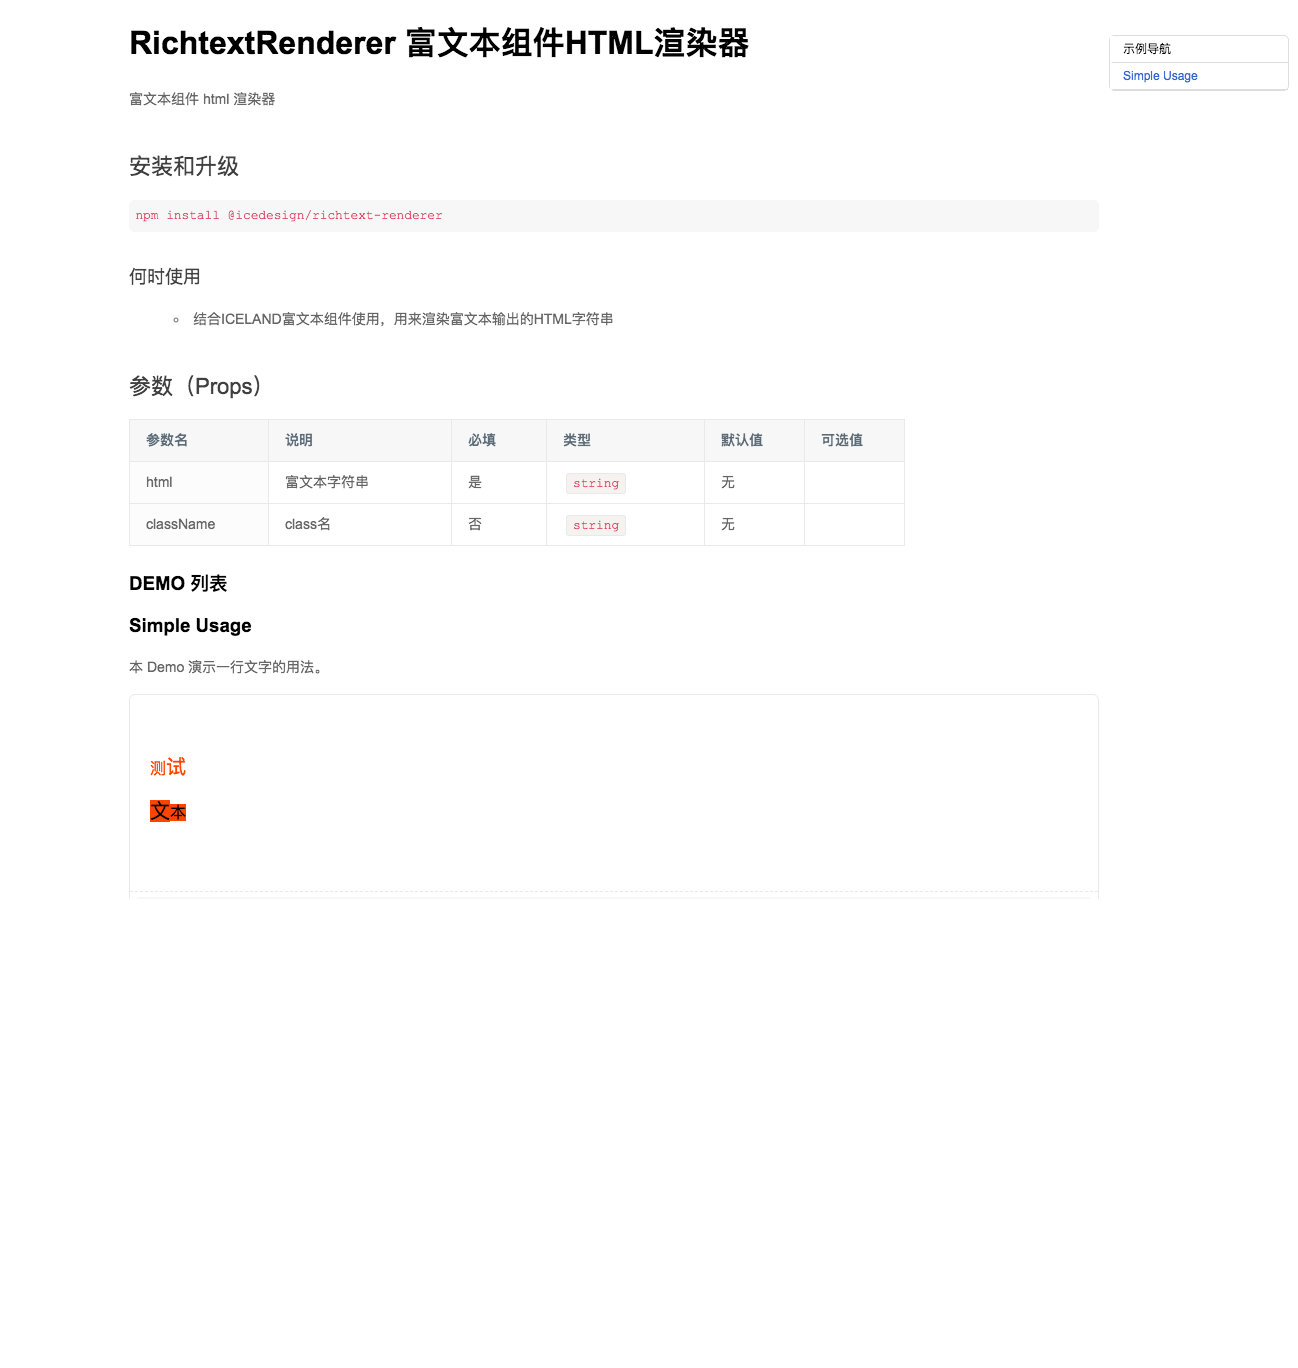 RichtextRenderer 富文本组件HTML渲染器
示例导航
Simple Usage
富文本组件 html 渲染器
安装和升级
npm install @icedesign/richtext-renderer
何时使用
结合ICELAND富文本组件使用，用来渲染富文本输出的HTML字符串
参数（Props）
参数名 说明 必填 类型 默认值 可选值
html 富文本字符串 是 string 无
className class名 否 string 无
DEMO 列表
Simple Usage
本 Demo 演示一行文字的用法。
测试
文本